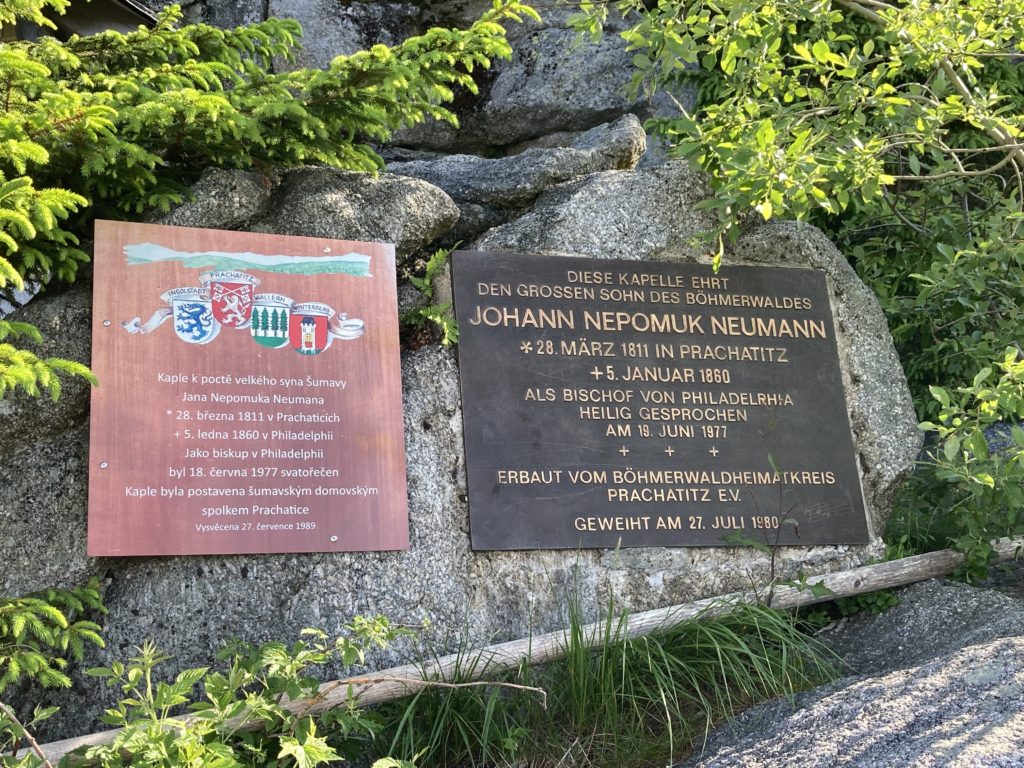 INGOLSTADT
PRACHATITZ
WALLERN
WINTERBERG
Kaple k poctě velkého syna Šumavy
Jana Nepomuka Neumana
* 28. března 1811 v Prachaticích
+ 5. ledna 1860 v Philadelphii
Jako biskup v Philadelphii
byl 18. června 1977 svatořečen
Kaple byla postavena šumavským domovským
spolkem Prachatice
Vysvěcena 27. července 1989
DIESE KAPELLE EHRT
DEN GROSSEN SOHN DES BÖHMERWALDES
JOHANN NEPOMUK NEUMANN
* 28. MÄRZ 1811 IN PRACHATITZ
+ 5. JANUAR 1860
ALS BISCHOF VON PHILADELPHIA
HEILIG GESPROCHEN
AM 19. JUNI 1977
+ + +
ERBAUT VOM BÖHMERWALDHEIMATKREIS
PRACHATITZ E.V.
GEWEIHT AM 27. JULI 1980